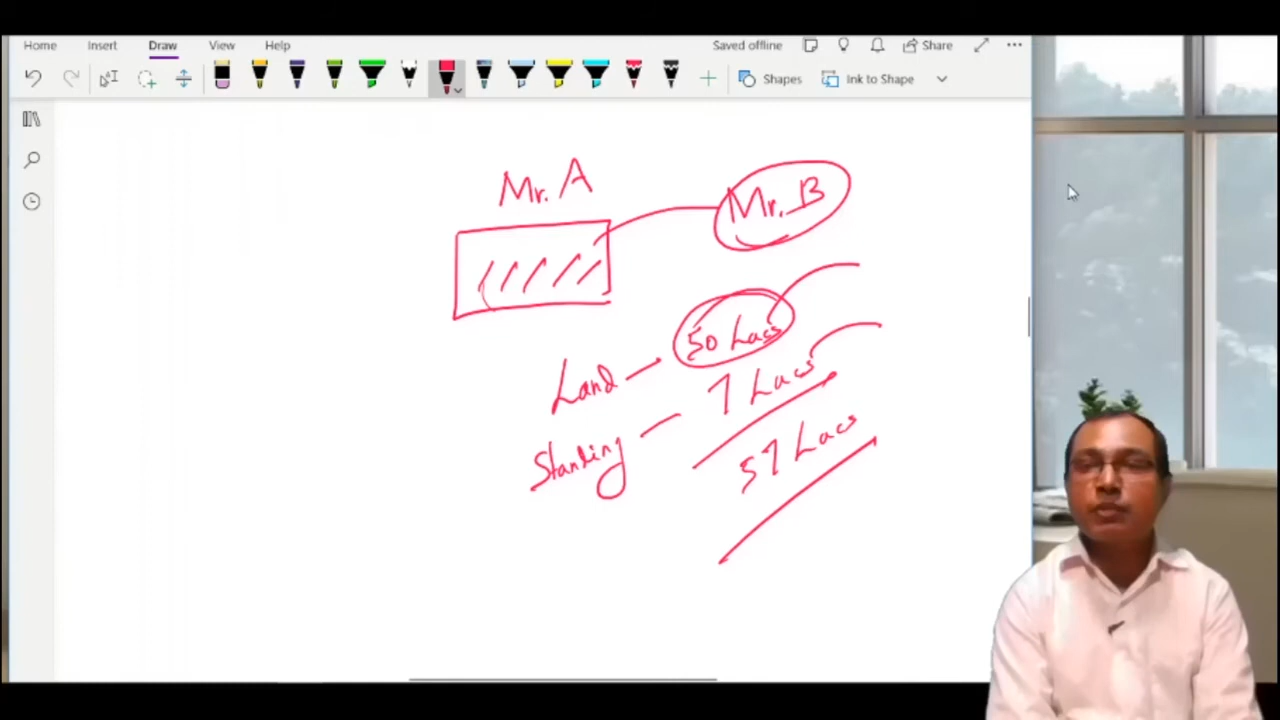 Home Insert Draw View Help Saved offline Share
Shapes Ink to Shape
Mr. A
Mr. B
Land - 50 Lacs
Standing - 7 Lacs
57 Lacs